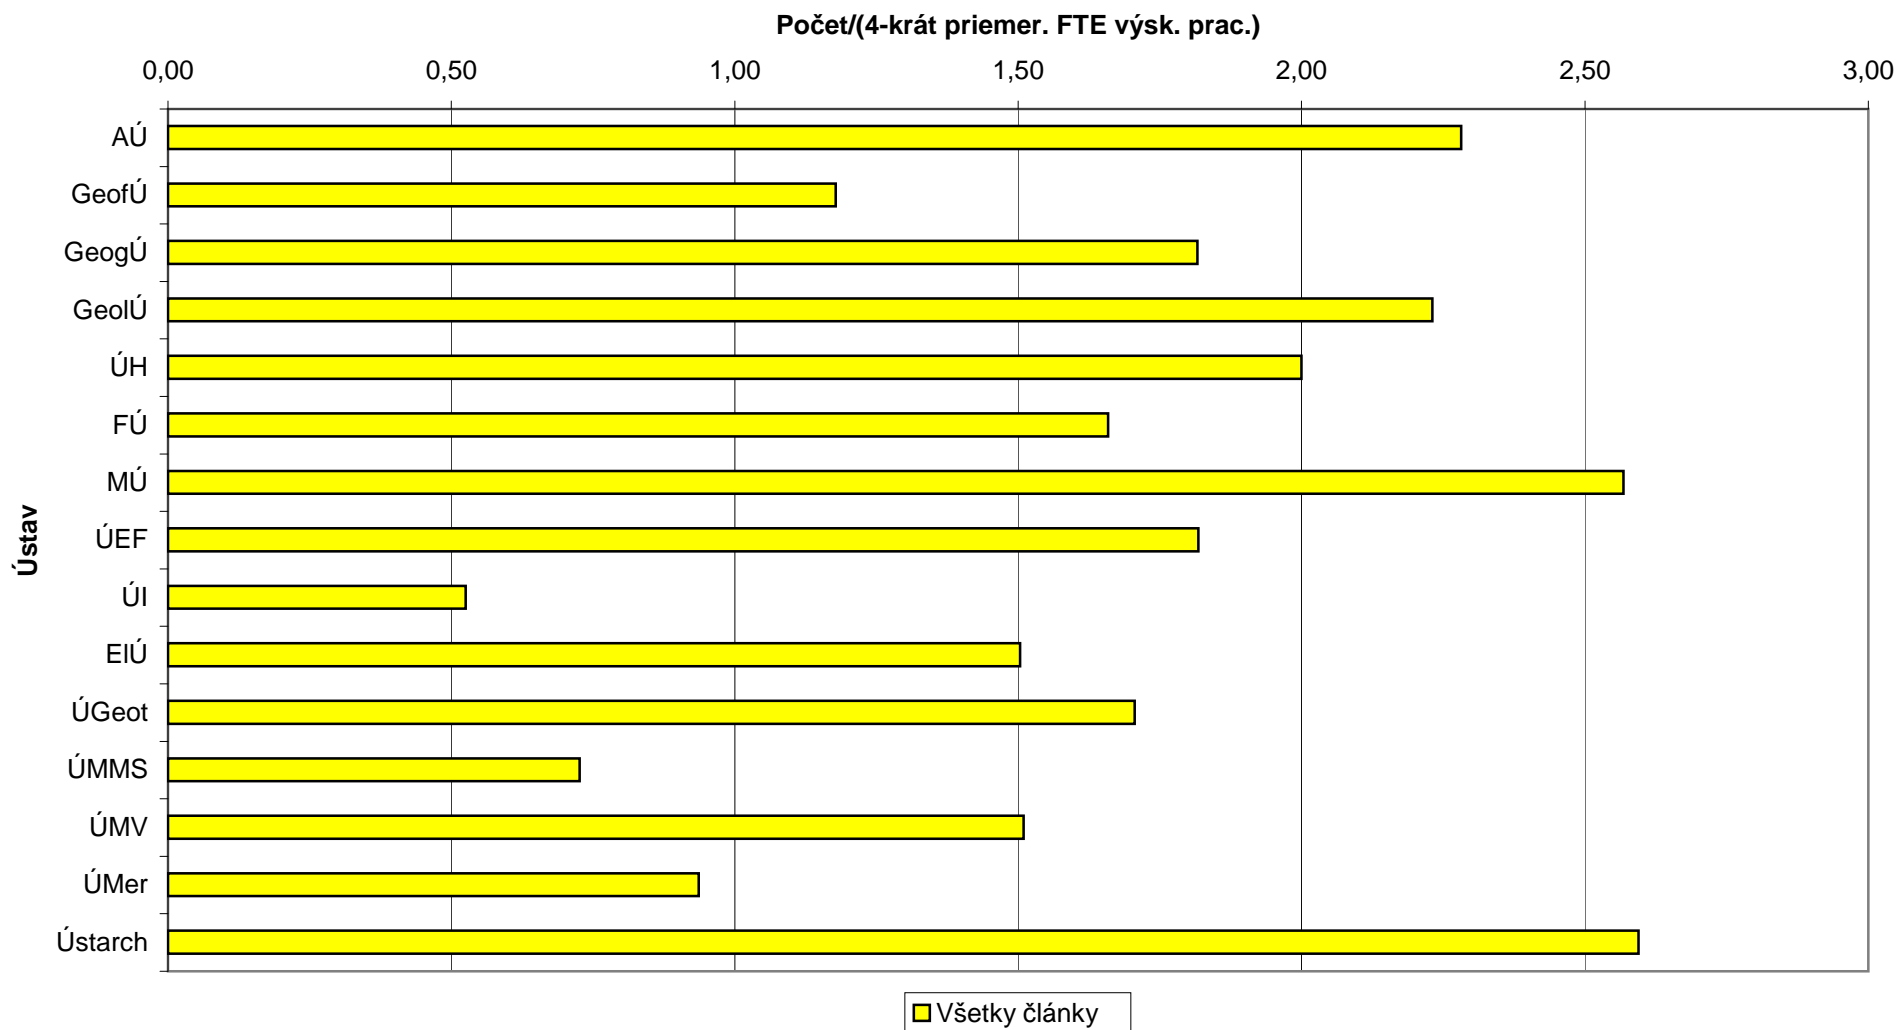 Počet/(4-krát priemer. FTE výsk. prac.)
0,00 0,50 1,00 1,50 2,00 2,50 3,00
AÚ
GeofÚ
GeogÚ
GeolÚ
ÚH
FÚ
MÚ
ÚEF
ÚI
ElÚ
ÚGeot
ÚMMS
ÚMV
ÚMer
Ústarch
Ústav
Všetky články